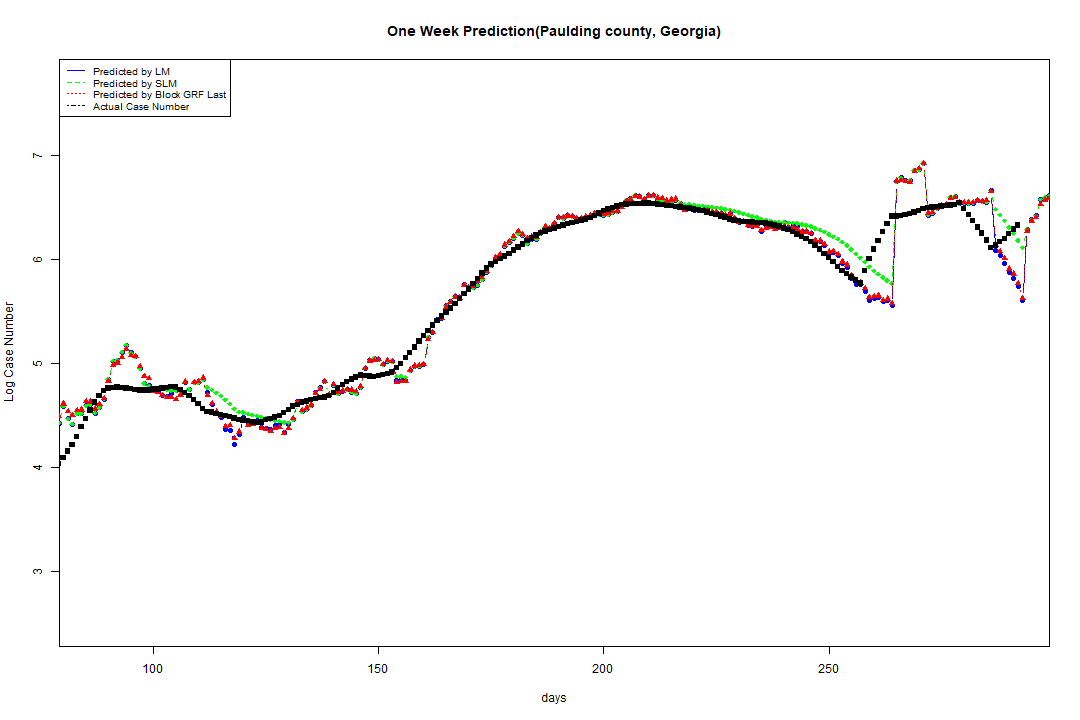 One Week Prediction(Paulding county, Georgia)
Predicted by LM
Predicted by SLM
Predicted by Block GRF Last
Actual Case Number
7
6
5
4
3
Log Case Number
100 150 200 250
days